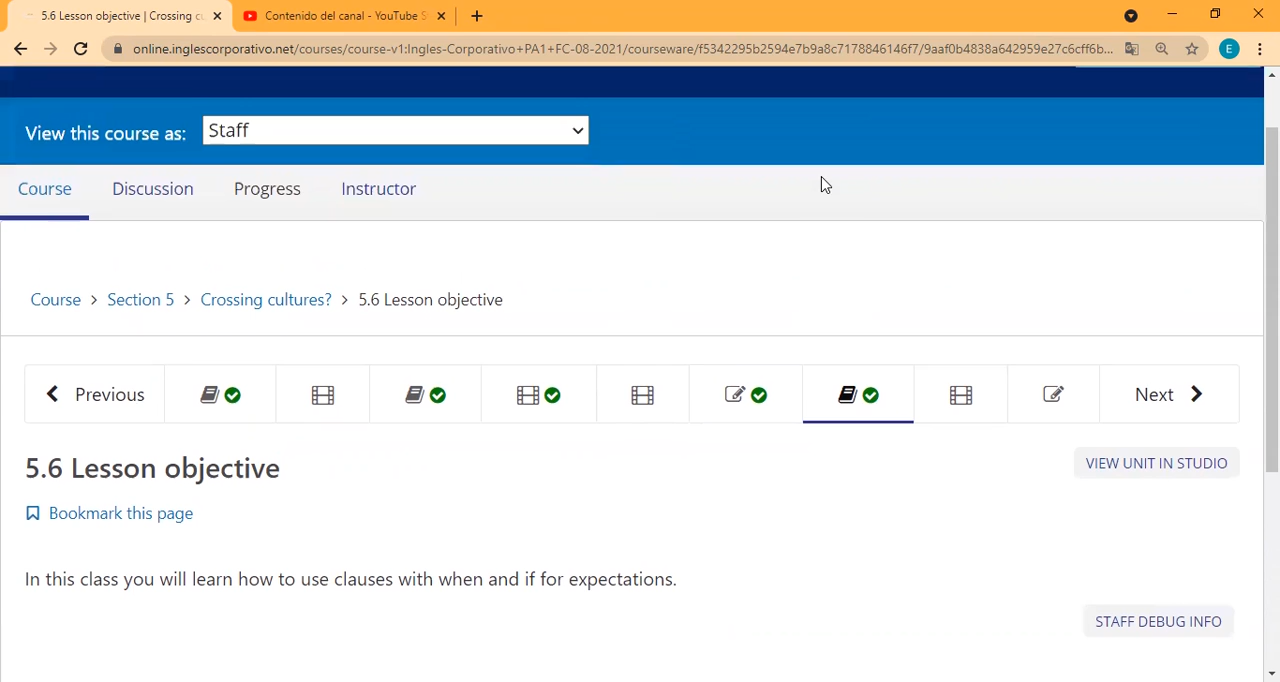 5.6 Lesson objective | Crossing cu
Contenido del canal - YouTube S
online.inglescorporativo.net/courses/course-v1:Ingles-Corporativo+PA1+FC-08-2021/courseware/f5342295b2594e7b9a8c7178846146f7/9aaf0b4838a642959e27c6cff6b...
E
View this course as: Staff
Course Discussion Progress Instructor
Course > Section 5 > Crossing cultures? > 5.6 Lesson objective
Previous Next
5.6 Lesson objective
VIEW UNIT IN STUDIO
Bookmark this page
In this class you will learn how to use clauses with when and if for expectations.
STAFF DEBUG INFO